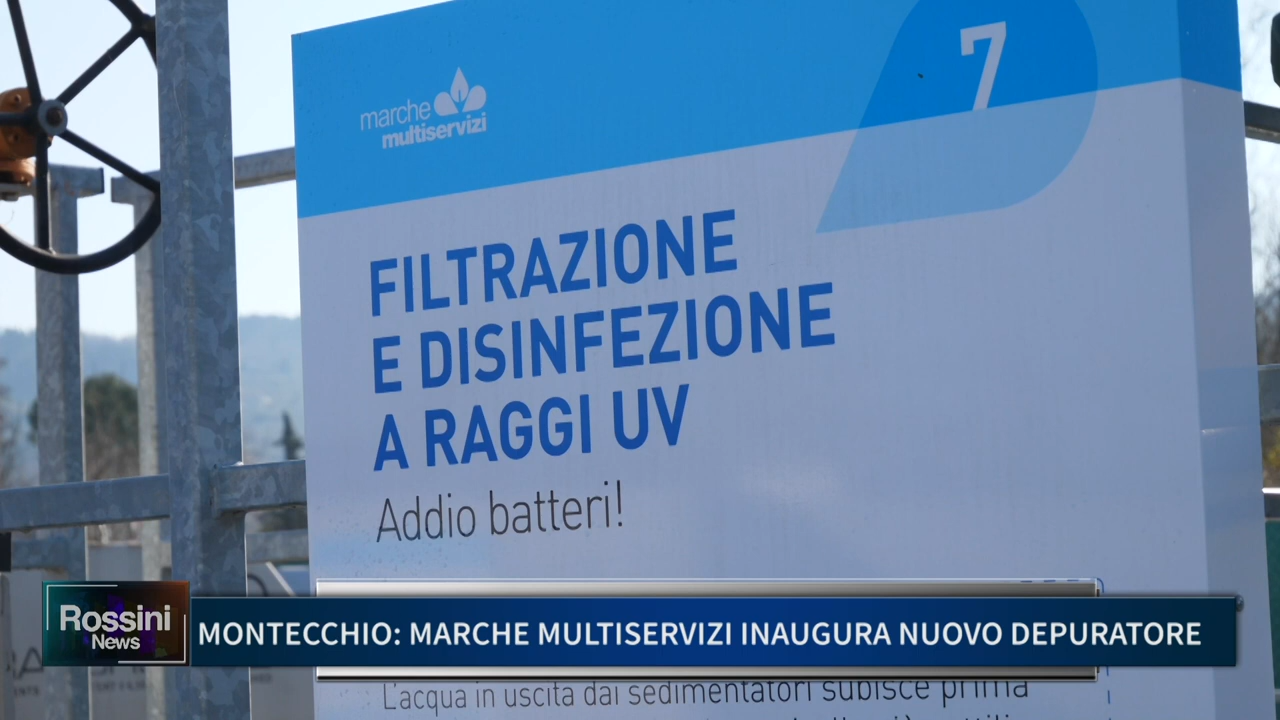 7
marche
multiservizi
FILTRAZIONE
E DISINFEZIONE
A RAGGI UV
Addio batteri!
Rossini
News
MONTECCHIO: MARCHE MULTISERVIZI INAUGURA NUOVO DEPURATORE
L'acqua in uscita dai sedimentatori subisce prima